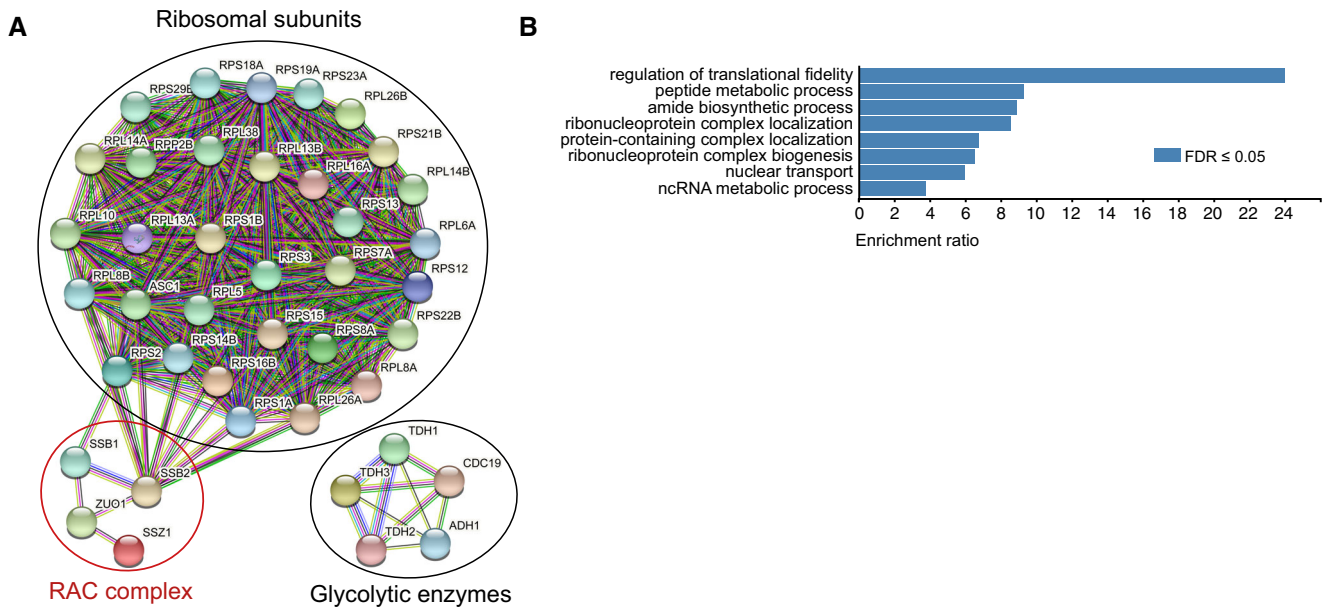 A
Ribosomal subunits
RPS18A
RPS19A
RPS23A
RPS29B
RPL26B
RPL14A
RPP2B
RPL38
RPL13B
RPS21B
RPL16A
RPL14B
RPL10
RPL13A
RPS1B
RPS13
RPL6A
RPL8B
ASC1
RPL5
RPS3
RPS7A
RPS12
RPS15
RPS8A
RPS22B
RPS2
RPS14B
RPS16B
RPL8A
RPS1A
RPL26A
SSB1
SSB2
ZUO1
SSZ1
RAC complex
TDH1
TDH3
CDC19
TDH2
ADH1
Glycolytic enzymes
B
regulation of translational fidelity
peptide metabolic process
amide biosynthetic process
ribonucleoprotein complex localization
protein-containing complex localization
ribonucleoprotein complex biogenesis
nuclear transport
ncRNA metabolic process
FDR ≤ 0.05
0 2 4 6 8 10 12 14 16 18 20 22 24
Enrichment ratio